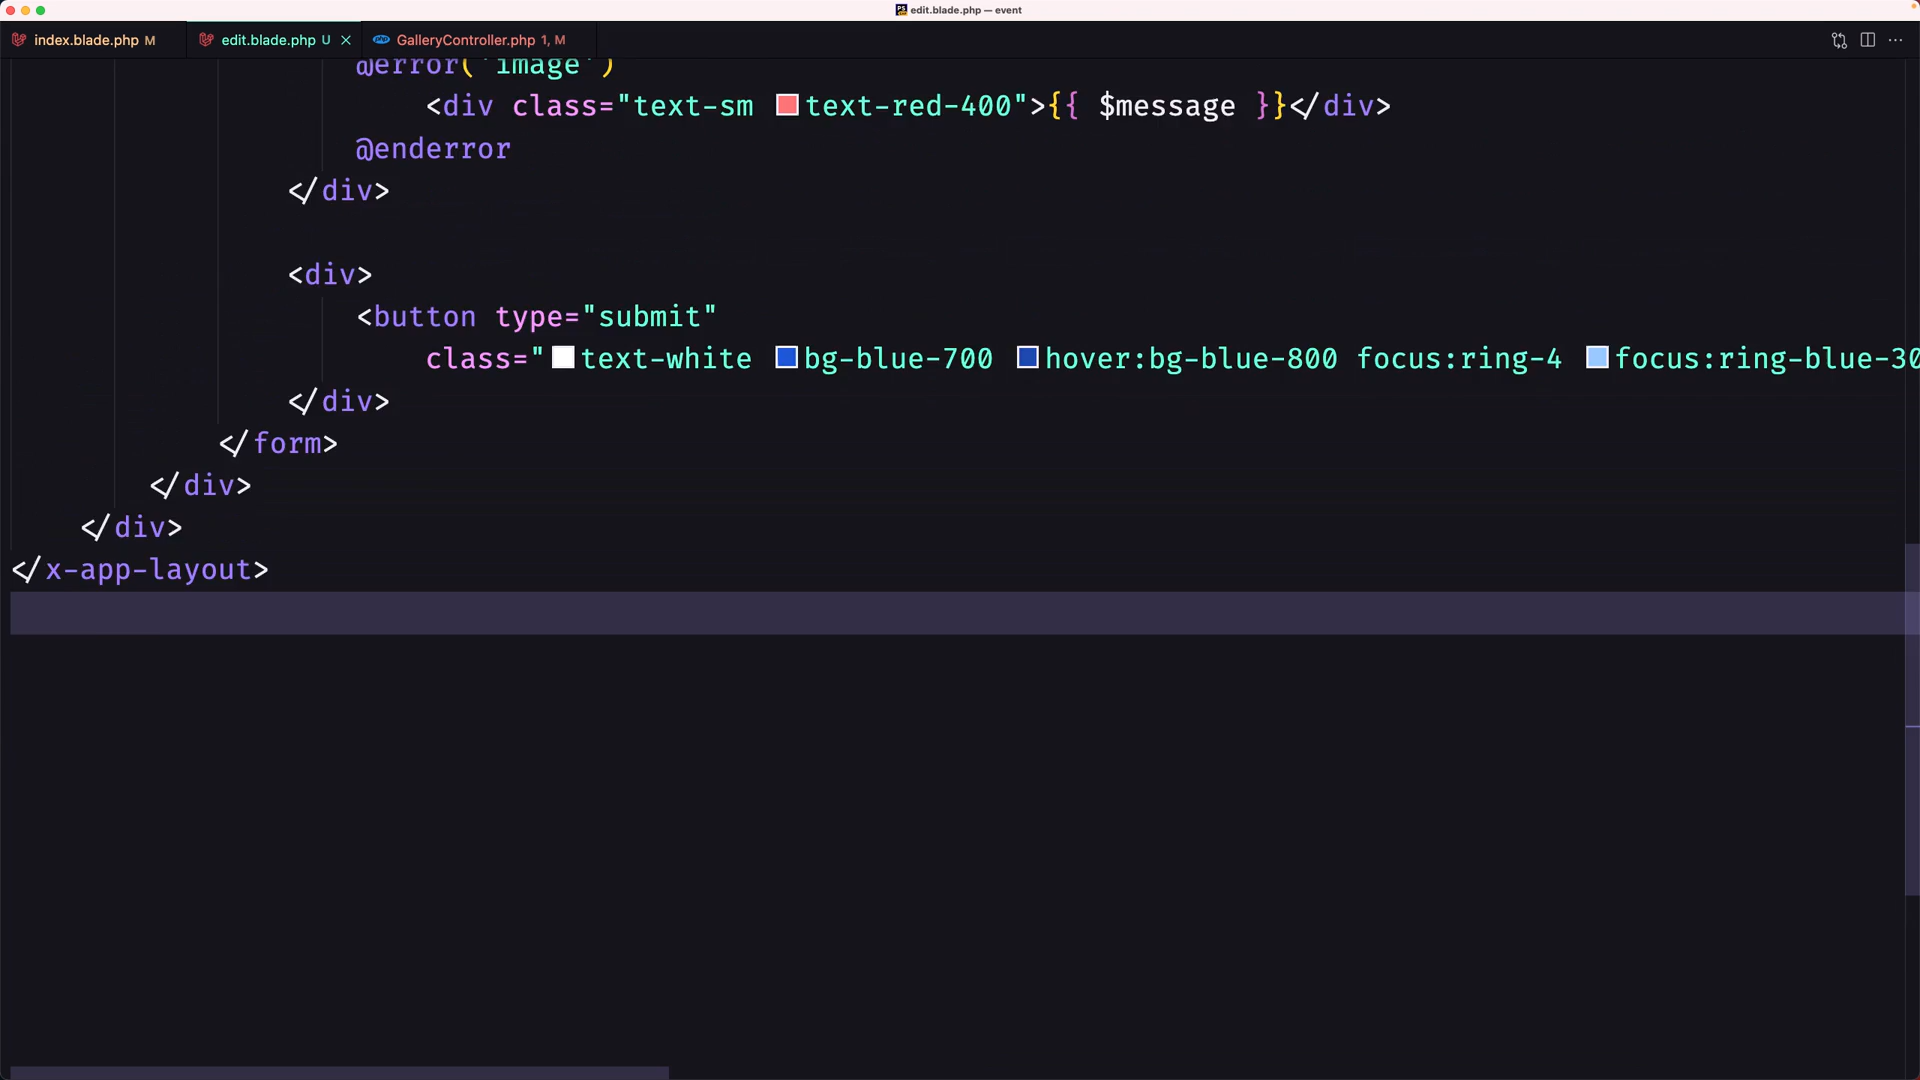 edit.blade.php — event
index.blade.php M
edit.blade.php U
php GalleryController.php 1, M
@error('image')
<div class="text-sm text-red-400">{{ $message }}</div>
@enderror
</div>
<div>
<button type="submit"
class="text-white bg-blue-700 hover:bg-blue-800 focus:ring-4 focus:ring-blue-30
</div>
</form>
</div>
</div>
</x-app-layout>